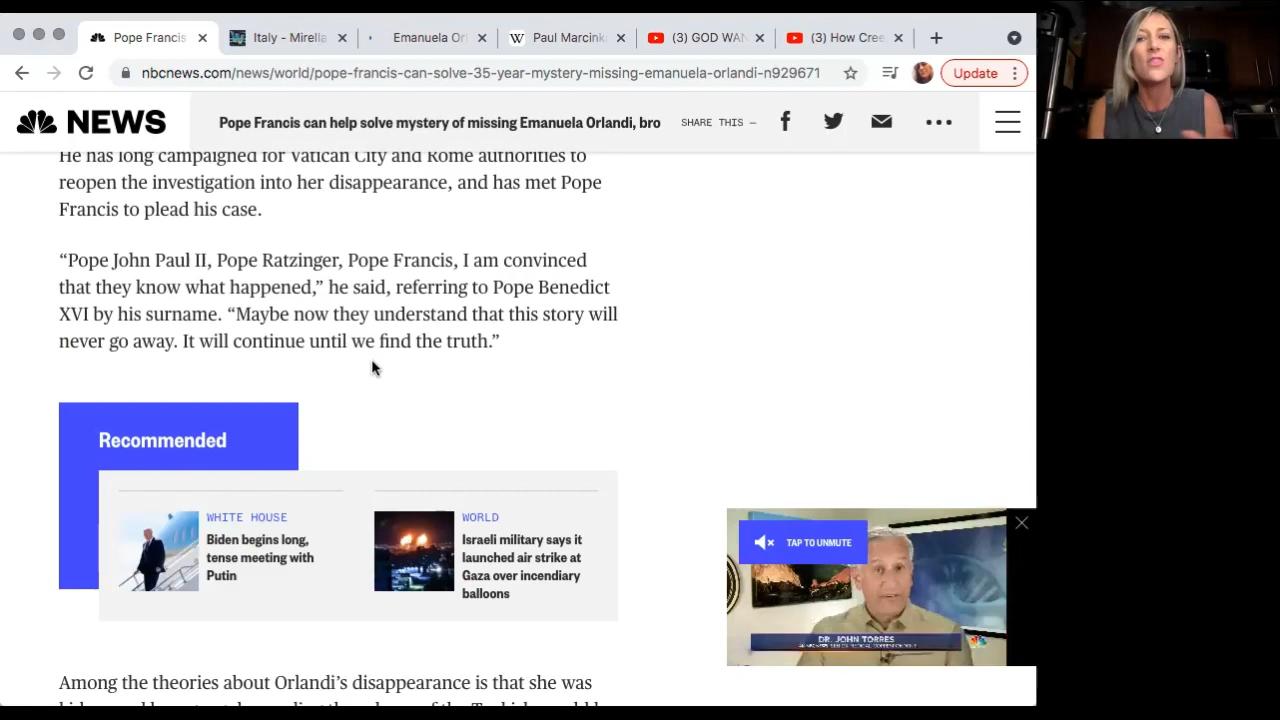 Pope Francis
Italy - Mirella
Emanuela Or
Paul Marcink
(3) GOD WAN
(3) How Cree
nbcnews.com/news/world/pope-francis-can-solve-35-year-mystery-missing-emanuela-orlandi-n929671
Update
NEWS
Pope Francis can help solve mystery of missing Emanuela Orlandi, bro
SHARE THIS —
He has long campaigned for Vatican City and Rome authorities to
reopen the investigation into her disappearance, and has met Pope
Francis to plead his case.
“Pope John Paul II, Pope Ratzinger, Pope Francis, I am convinced
that they know what happened,” he said, referring to Pope Benedict
XVI by his surname. “Maybe now they understand that this story will
never go away. It will continue until we find the truth.”
Recommended
WHITE HOUSE
Biden begins long,
tense meeting with
Putin
WORLD
Israeli military says it
launched air strike at
Gaza over incendiary
balloons
TAP TO UNMUTE
DR. JOHN TORRES
Among the theories about Orlandi’s disappearance is that she was